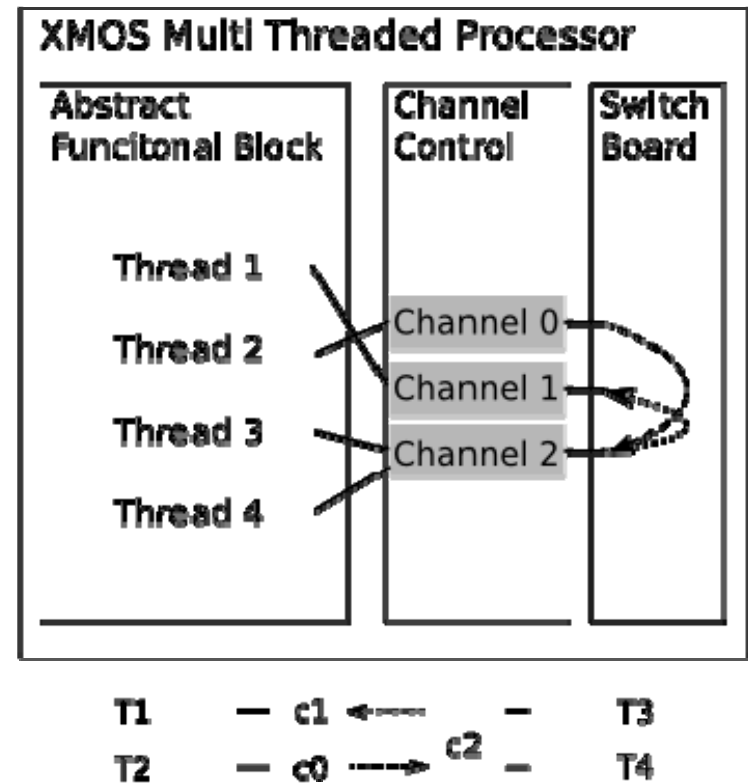 XMOS Multi Threaded Processor
Abstract
Funcitonal Block
Channel
Control
Switch
Board
Thread 1
Thread 2
Thread 3
Thread 4
Channel 0
Channel 1
Channel 2
T1 c1 T3
c2
T2 c0 T4